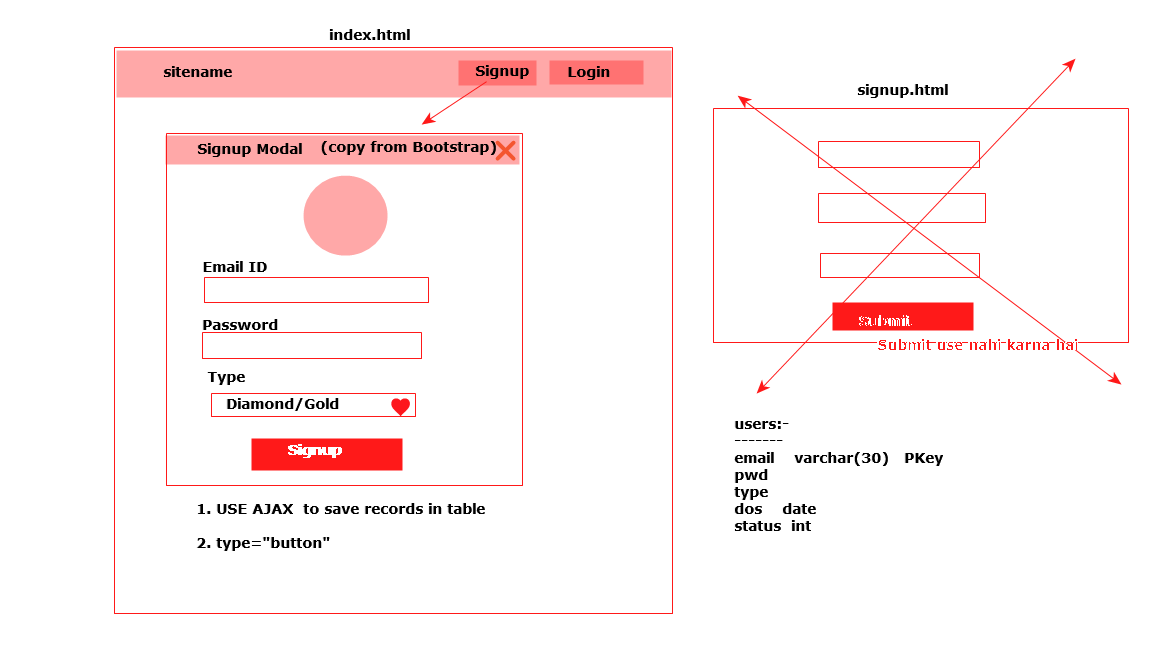 index.html
sitename
Signup
Login
Signup Modal
(copy from Bootstrap)
Email ID
Password
Type
Diamond/Gold
Signup
1. USE AJAX  to save records in table
2. type="button"
signup.html
Submit
Submit use nahi karna hai
users:-
-------
email    varchar(30)   PKey
pwd
type
dos    date
status  int